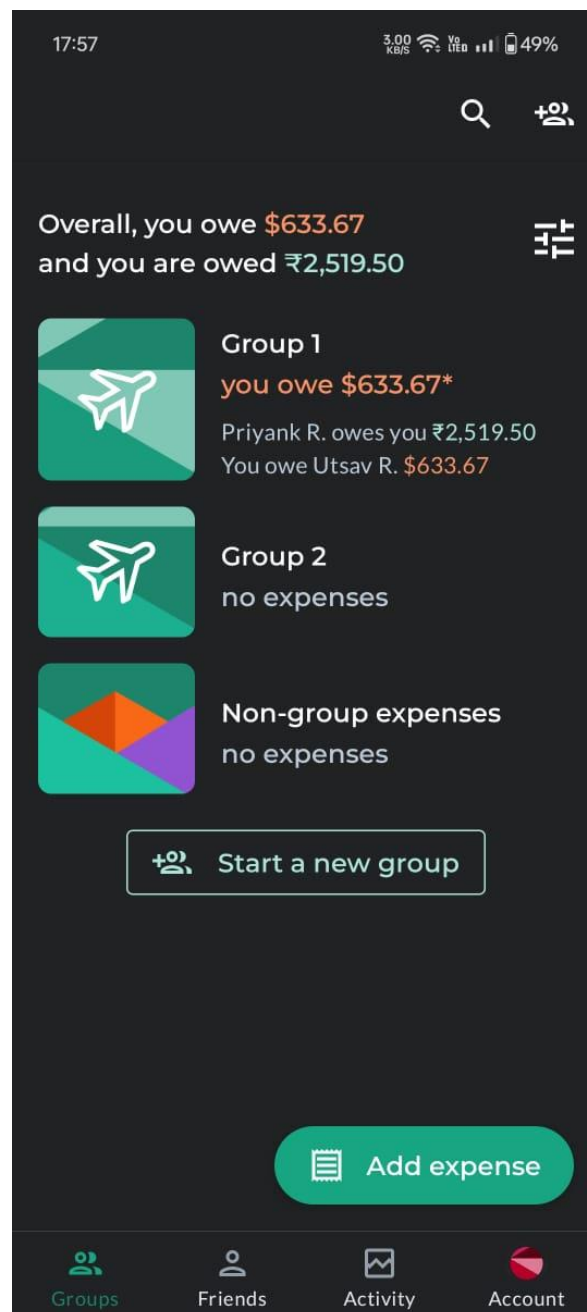 17:57
3.00 KB/S Vo LTED 49%
Overall, you owe $633.67
and you are owed ₹2,519.50
Group 1
you owe $633.67*
Priyank R. owes you ₹2,519.50
You owe Utsav R. $633.67
Group 2
no expenses
Non-group expenses
no expenses
Start a new group
Add expense
Groups Friends Activity Account